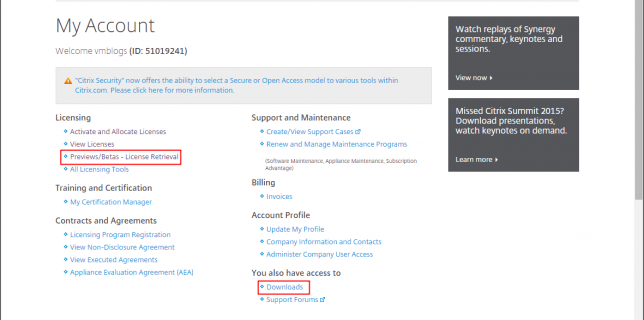 My Account
Welcome vmblogs (ID: 51019241)
"Citrix Security" now offers the ability to select a Secure or Open Access model to various tools within
Citrix.com. Please click here for more information.
Licensing
Activate and Allocate Licenses
View Licenses
Previews/Betas - License Retrieval
All Licensing Tools
Training and Certification
My Certification Manager
Contracts and Agreements
Licensing Program Registration
View Non-Disclosure Agreement
View Executed Agreements
Appliance Evaluation Agreement (AEA)
Support and Maintenance
Create/View Support Cases
Renew and Manage Maintenance Programs
(Software Maintenance, Appliance Maintenance, Subscription
Advantage)
Billing
Invoices
Account Profile
Update My Profile
Company Information and Contacts
Administer Company User Access
You also have access to
Downloads
Support Forums
Watch replays of Synergy
commentary, keynotes and
sessions.
View now
Missed Citrix Summit 2015?
Download presentations,
watch keynotes on demand.
Learn more